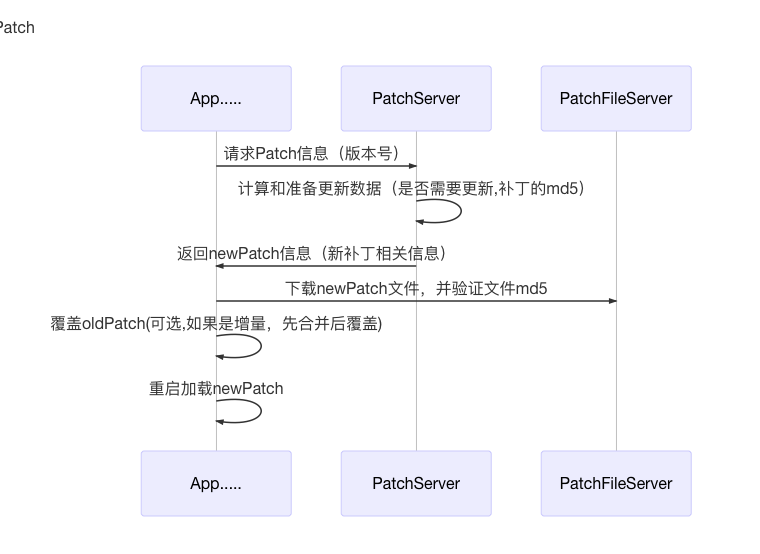 Patch
App.....
PatchServer
PatchFileServer
请求Patch信息（版本号）
计算和准备更新数据（是否需要更新,补丁的md5）
返回newPatch信息（新补丁相关信息）
下载newPatch文件，并验证文件md5
覆盖oldPatch(可选,如果是增量，先合并后覆盖)
重启加载newPatch
App.....
PatchServer
PatchFileServer